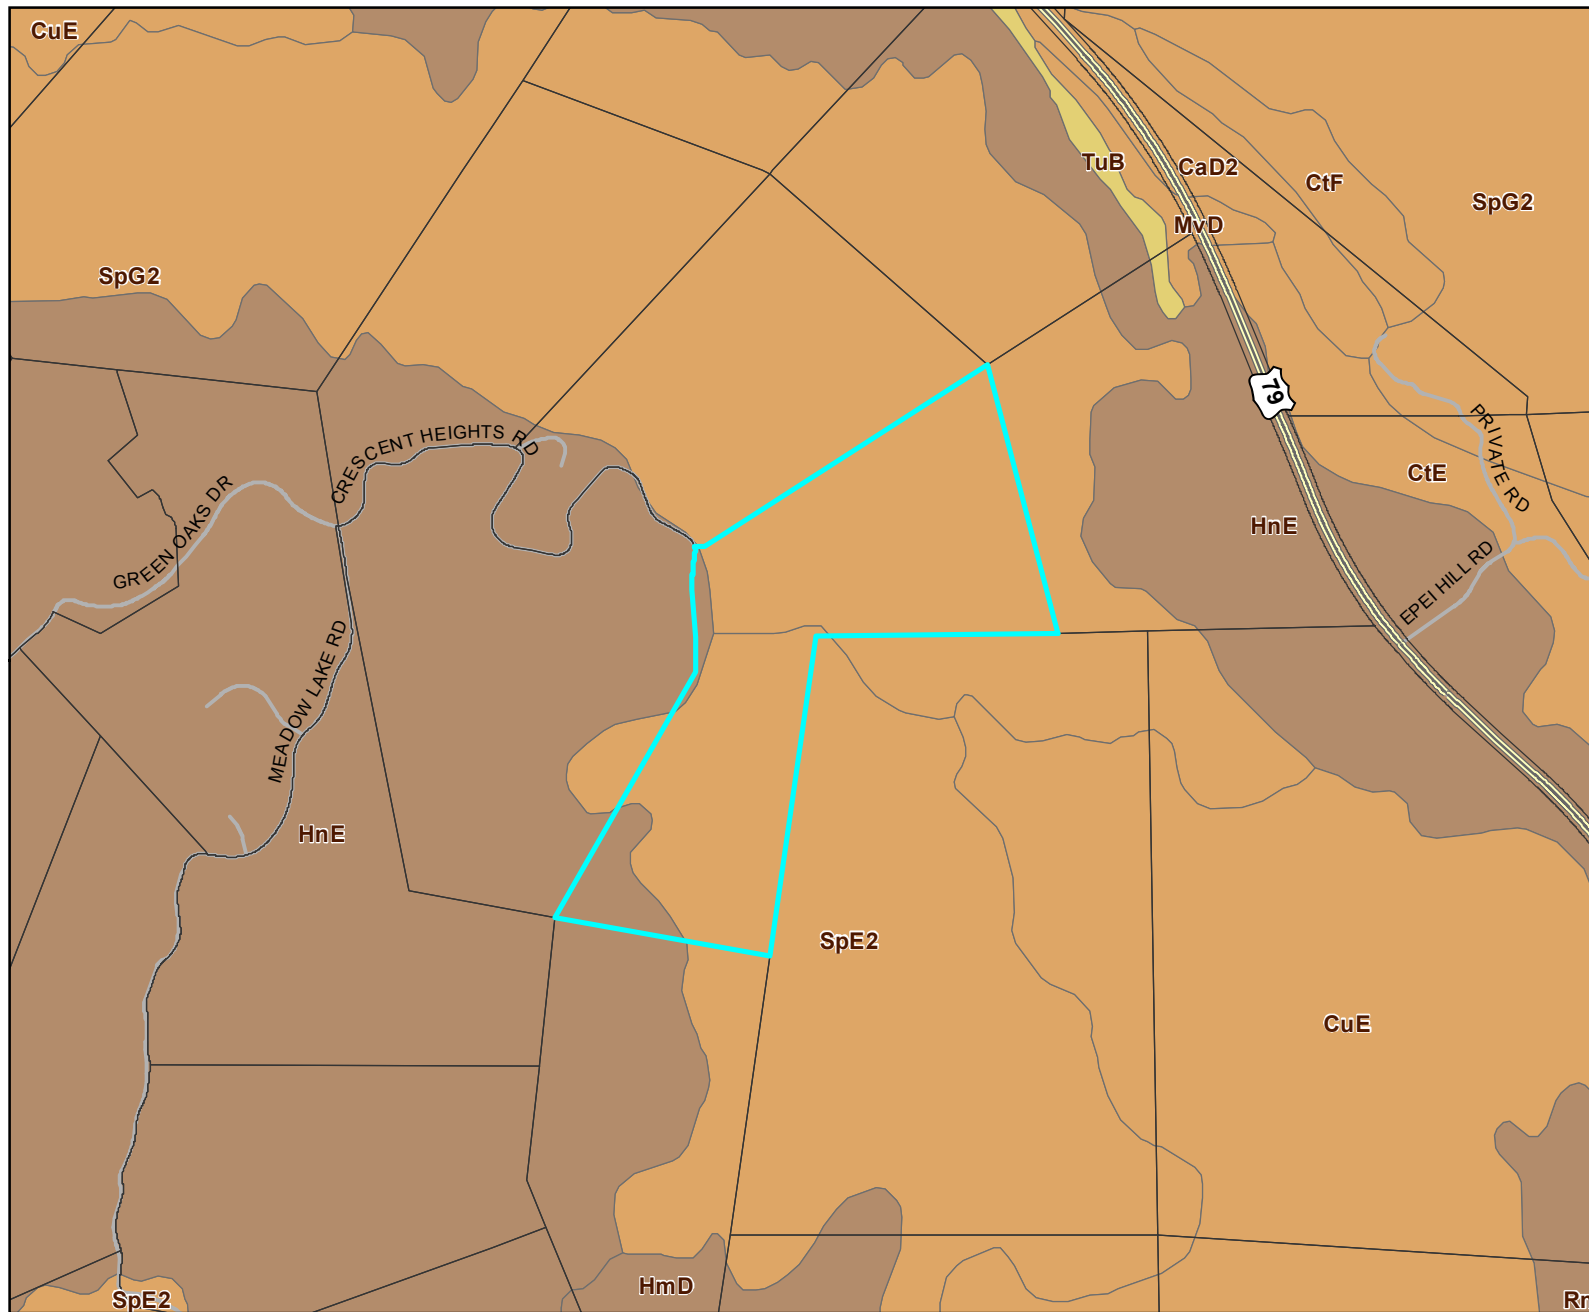 CuE
TuB
CaD2
CtF
SpG2
MvD
SpG2
79
CRESCENT HEIGHTS RD
PRIVATE RD
CtE
GREEN OAKS DR
HnE
EPEI HILL RD
MEADOW LAKE RD
HnE
SpE2
CuE
HmD
SpE2